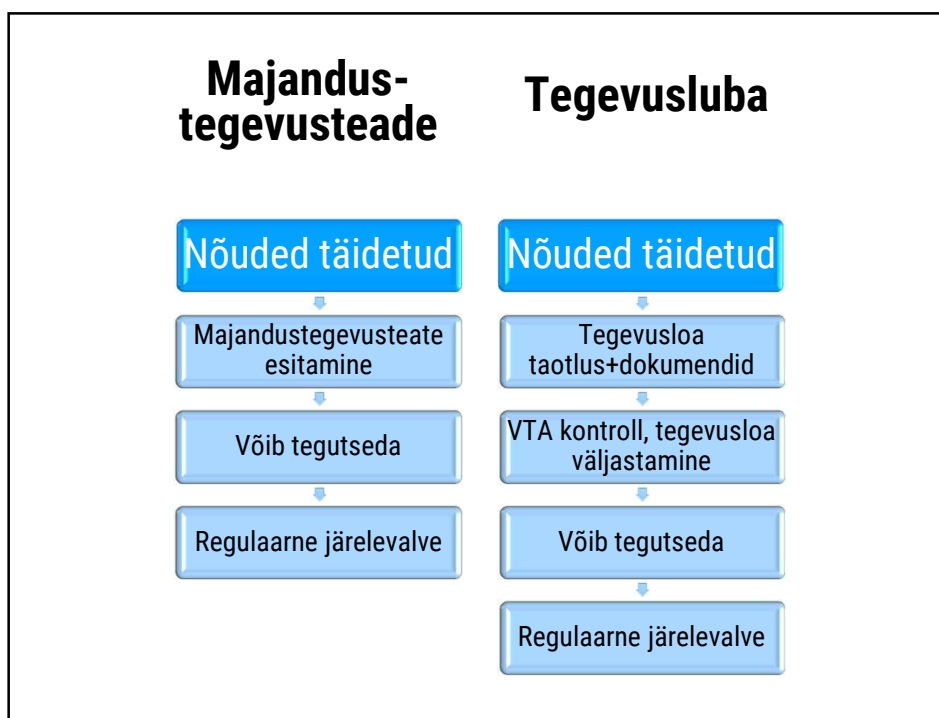 Majandus-
tegevusteade
Nõuded täidetud
Majandustegevusteate
esitamine
Võib tegutseda
Regulaarne järelevalve
Tegevusluba
Nõuded täidetud
Tegevusloa
taotlus+dokumendid
VTA kontroll, tegevusloa
väljastamine
Võib tegutseda
Regulaarne järelevalve